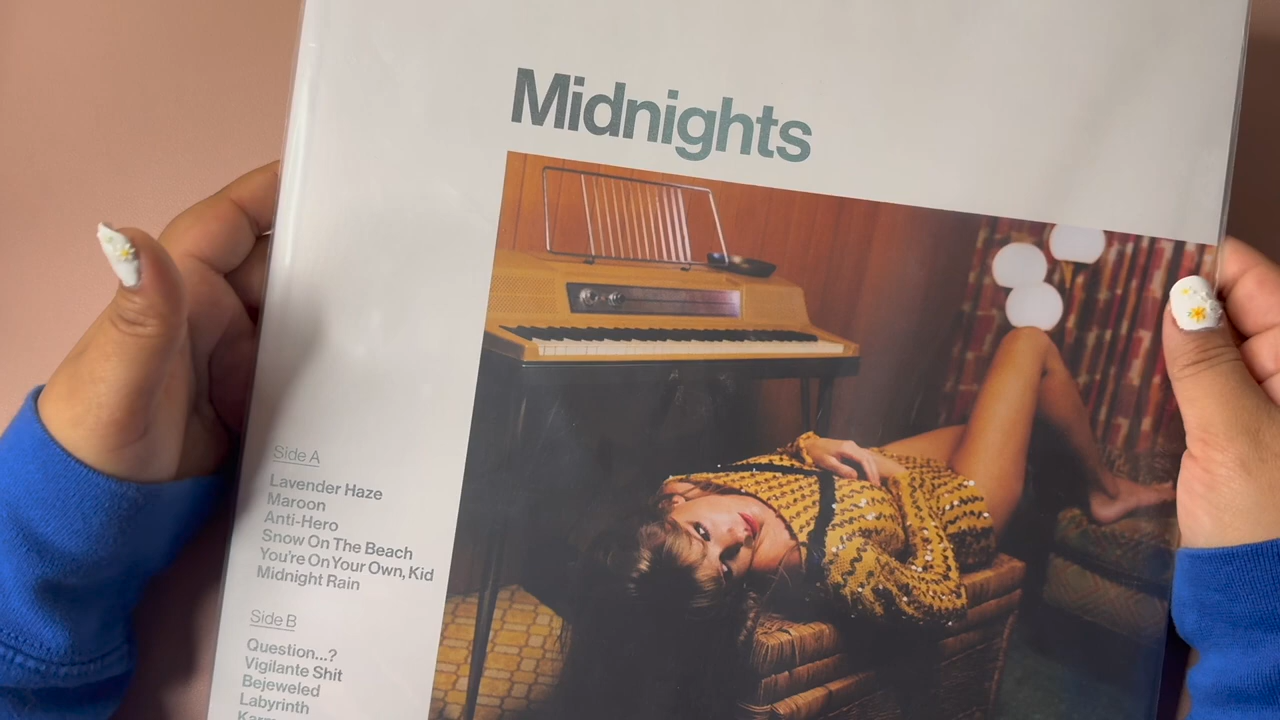 Midnights
Side A
Lavender Haze
Maroon
Anti-Hero
Snow On The Beach
You're On Your Own, Kid
Midnight Rain
Side B
Question...?
Vigilante Shit
Bejeweled
Labyrinth